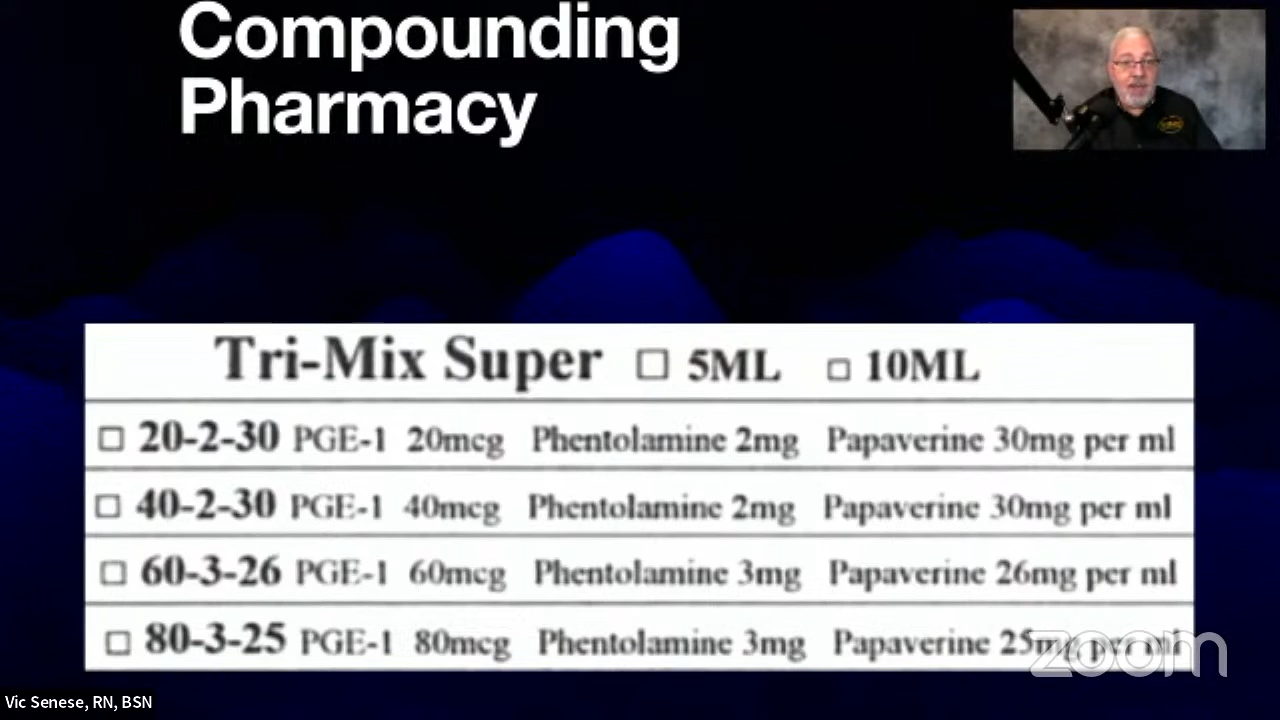 Compounding
Pharmacy
Tri-Mix Super ☐ 5ML ☐ 10ML
☐ 20-2-30 PGE-1 20mcg Phentolamine 2mg Papaverine 30mg per ml
☐ 40-2-30 PGE-1 40mcg Phentolamine 2mg Papaverine 30mg per ml
☐ 60-3-26 PGE-1 60mcg Phentolamine 3mg Papaverine 26mg per ml
☐ 80-3-25 PGE-1 80mcg Phentolamine 3mg Papaverine 25mg per ml
zoom
Vic Senese, RN, BSN